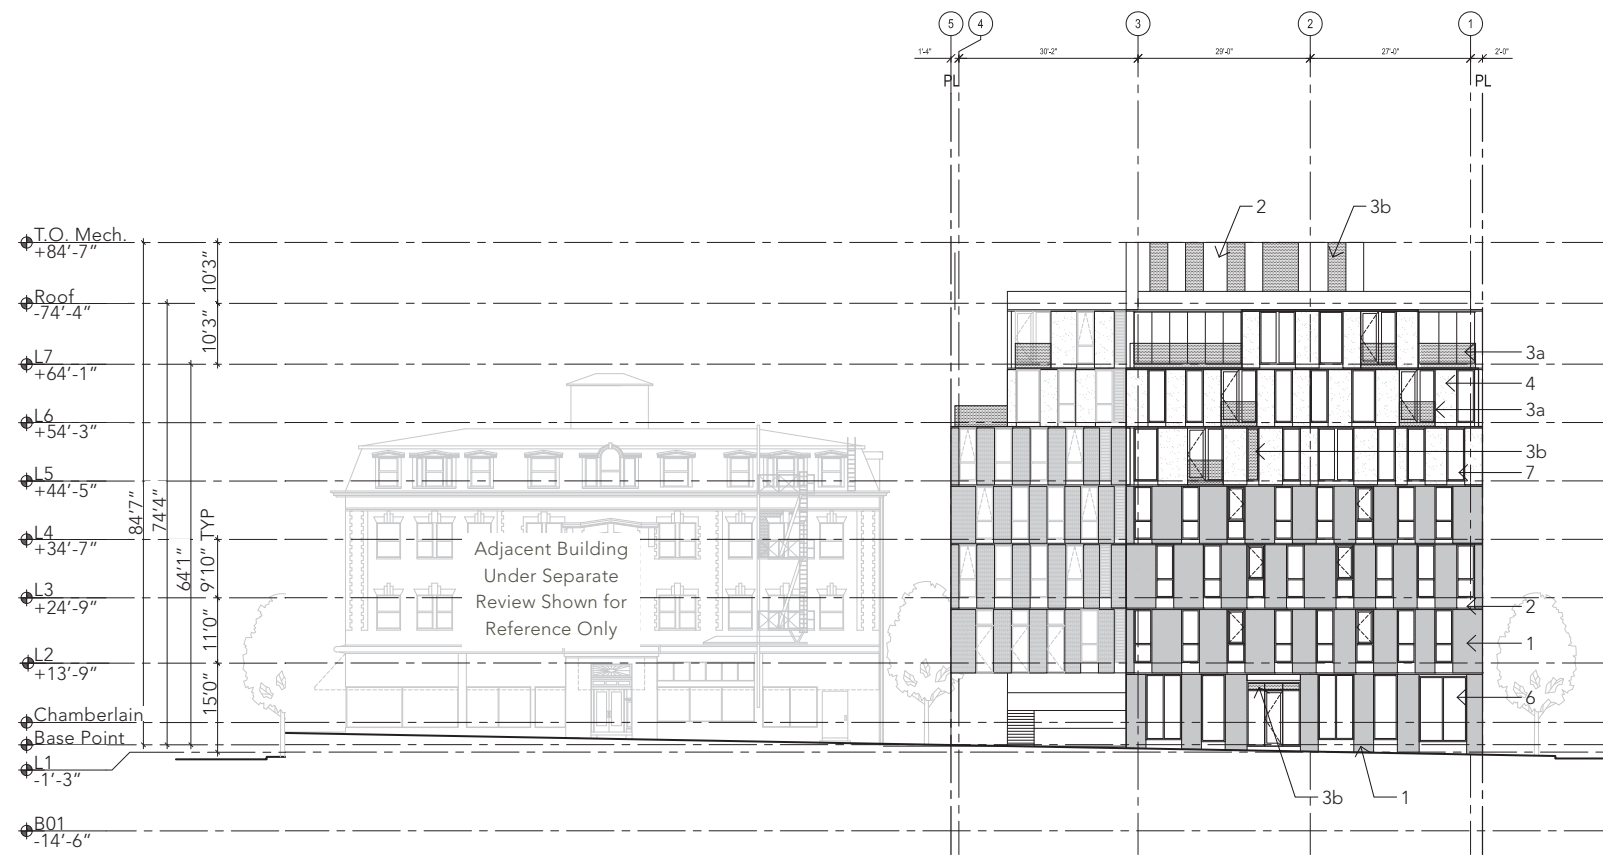 5 4 3 2 1
1'-4" 30'-2" 29'-0" 27'-0" 2'-0"
PL PL
2 3b
T.O. Mech.
+84'-7"
10'3"
Roof
-74'-4"
10'3"
L7
+64'-1"
3a
4
L6
+54'-3"
3a
3b
L5
+44'-5"
7
84'7"
74'4"
64'1"
9'10" TYP
L4
+34'-7"
Adjacent Building
Under Separate
Review Shown for
Reference Only
L3
+24'-9"
2
11'0"
1
L2
+13'-9"
15'0"
6
Chamberlain
Base Point
L1
-1'-3"
3b 1
B01
-14'-6"